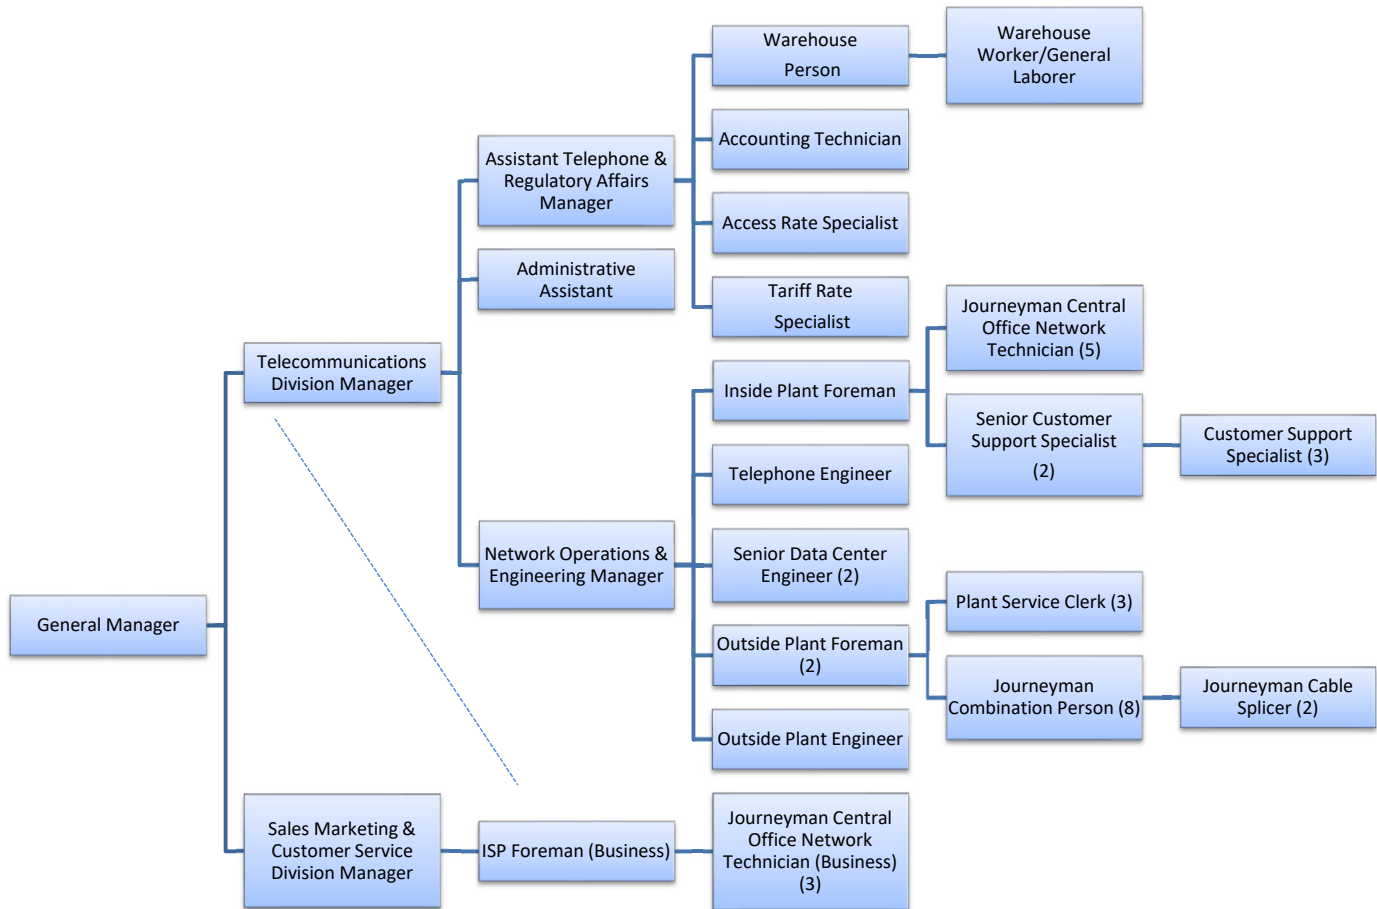 General Manager
Telecommunications
Division Manager
Sales Marketing &
Customer Service
Division Manager
Assistant Telephone &
Regulatory Affairs
Manager
Administrative
Assistant
Network Operations &
Engineering Manager
ISP Foreman (Business)
Warehouse
Person
Accounting Technician
Access Rate Specialist
Tariff Rate
Specialist
Inside Plant Foreman
Telephone Engineer
Senior Data Center
Engineer (2)
Outside Plant Foreman
(2)
Outside Plant Engineer
Journeyman Central
Office Network
Technician (Business)
(3)
Warehouse
Worker/General
Laborer
Journeyman Central
Office Network
Technician (5)
Senior Customer
Support Specialist
(2)
Plant Service Clerk (3)
Journeyman
Combination Person (8)
Customer Support
Specialist (3)
Journeyman Cable
Splicer (2)